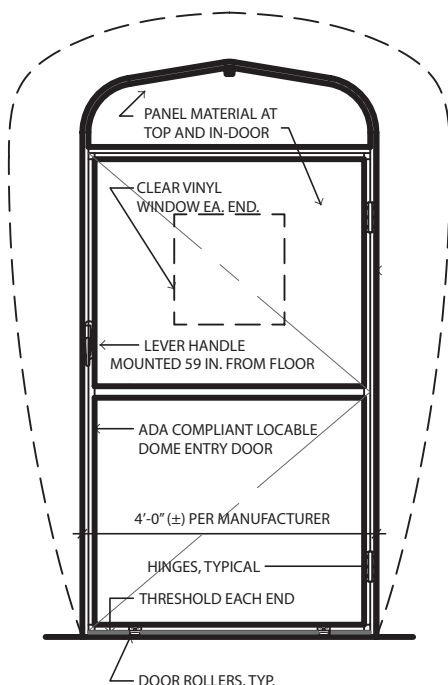 PANEL MATERIAL AT
TOP AND IN-DOOR
CLEAR VINYL
WINDOW EA. END.
LEVER HANDLE
MOUNTED 59 IN. FROM FLOOR
ADA COMPLIANT LOCABLE
DOME ENTRY DOOR
4'-0" (±) PER MANUFACTURER
HINGES, TYPICAL
THRESHOLD EACH END
DOOR ROLLERS, TYP.